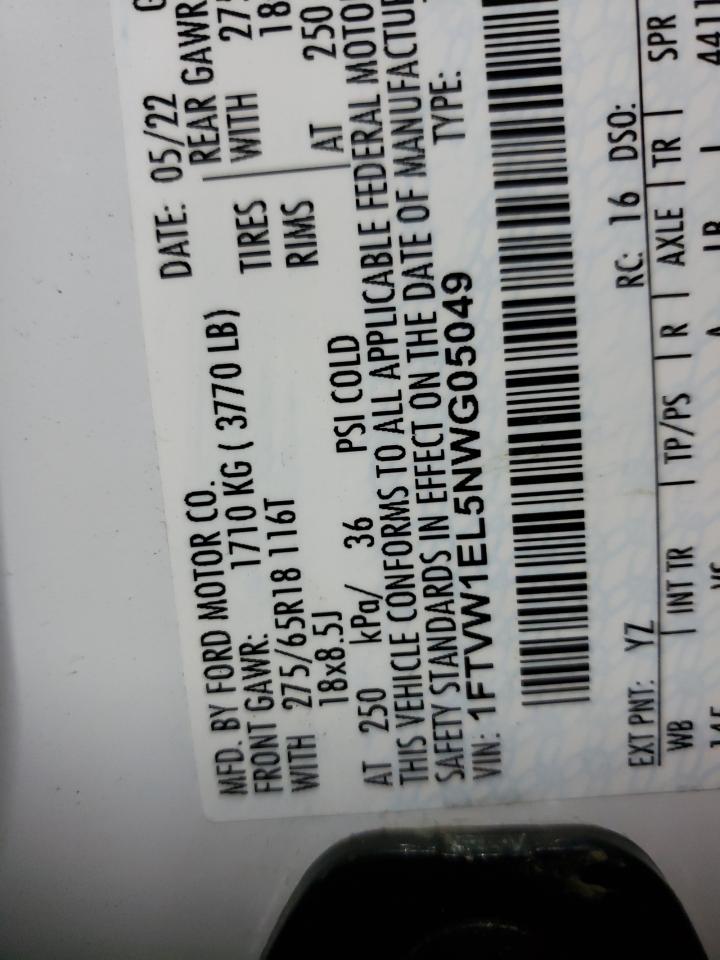 MFD. BY FORD MOTOR CO.
DATE: 05/22
FRONT GAWR: 1710 KG ( 3770 LB)
REAR GAWR
WITH 275/65R18 116T TIRES
WITH
18x8.5J RIMS
18
AT 250 kPa/ 36 PSI COLD
AT 250
THIS VEHICLE CONFORMS TO ALL APPLICABLE FEDERAL
SAFETY STANDARDS IN EFFECT ON THE DATE OF
VIN: 1FTVW1EL5NWG05049
TYPE:
EXT PNT: YZ RC: 16 DSO:
WB INT TR TP/PS R AXLE TR SPR